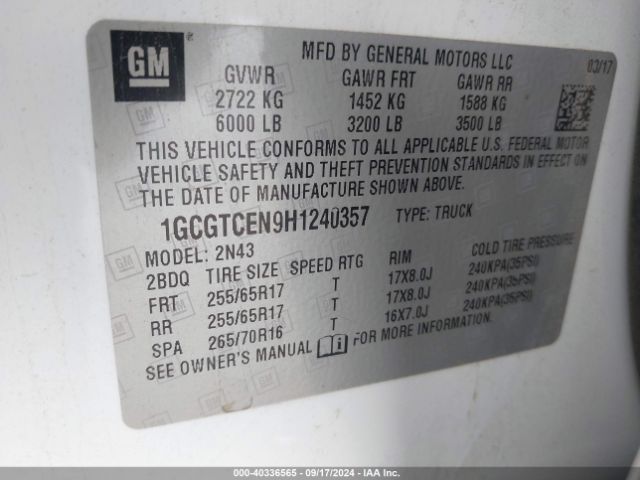 GM
MFD BY GENERAL MOTORS LLC
03/17
GVWR GAWR FRT GAWR RR
2722 KG 1452 KG 1588 KG
6000 LB 3200 LB 3500 LB
THIS VEHICLE CONFORMS TO ALL APPLICABLE U.S. FEDERAL MOTOR
VEHICLE SAFETY AND THEFT PREVENTION STANDARDS IN EFFECT ON
THE DATE OF MANUFACTURE SHOWN ABOVE.
1GCGTCEN9H1240357 TYPE: TRUCK
MODEL: 2N43
2BDQ TIRE SIZE SPEED RTG RIM COLD TIRE PRESSURE
FRT 255/65R17 T 17X8.0J 240KPA(35PSI)
RR 255/65R17 T 17X8.0J 240KPA(35PSI)
SPA 265/70R16 T 16X7.0J 240KPA(35PSI)
SEE OWNER'S MANUAL FOR MORE INFORMATION.
000-40336565 - 09/17/2024 - IAA Inc.